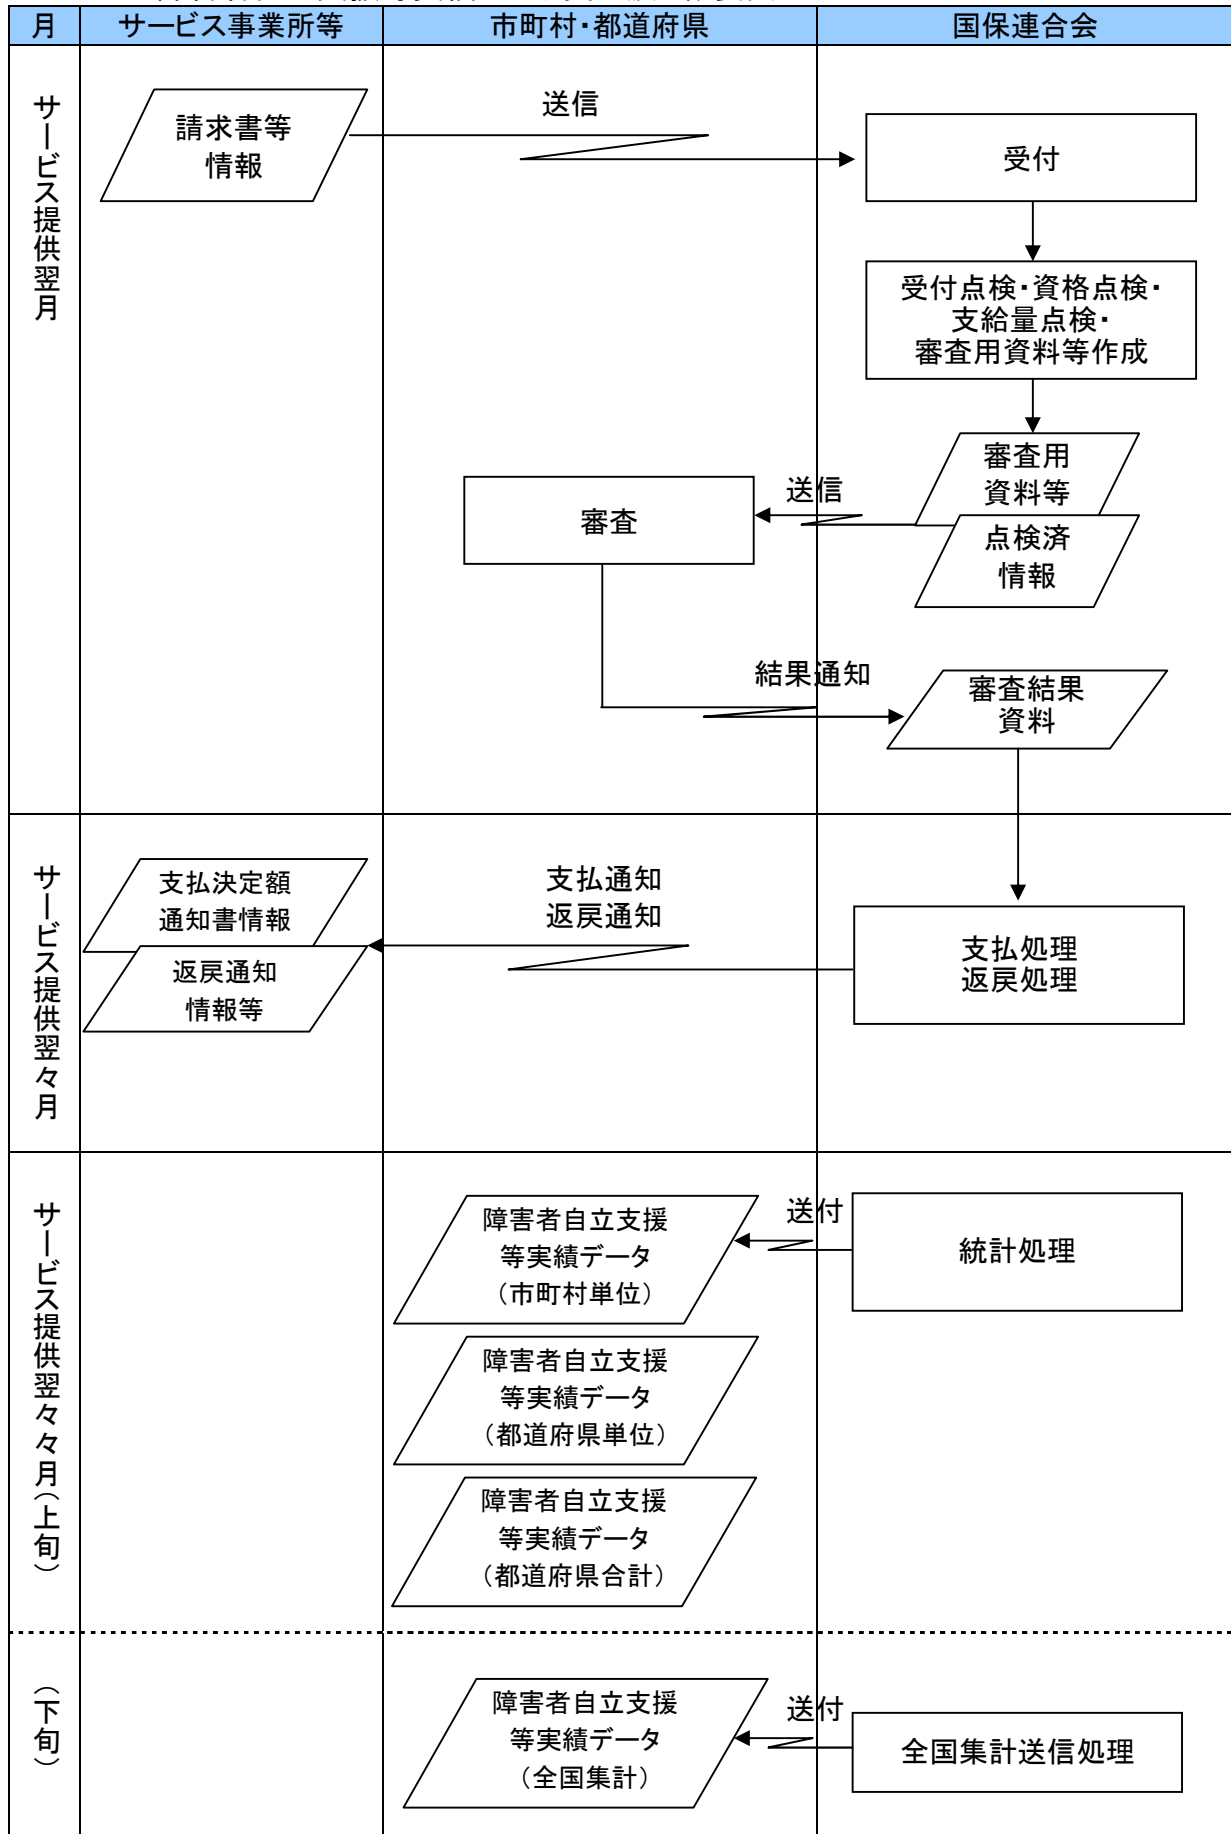 月
サービス事業所等
市町村・都道府県
国保連合会
サービス提供翌月
請求書等
情報
送信
受付
受付点検・資格点検・
支給量点検・
審査用資料等作成
審査用
資料等
点検済
情報
送信
審査
結果通知
審査結果
資料
サービス提供翌々月
支払決定額
通知書情報
返戻通知
情報等
支払通知
返戻通知
支払処理
返戻処理
サービス提供翌々々月（上旬）
障害者自立支援
等実績データ
（市町村単位）
送付
統計処理
障害者自立支援
等実績データ
（都道府県単位）
障害者自立支援
等実績データ
（都道府県合計）
（下旬）
障害者自立支援
等実績データ
（全国集計）
送付
全国集計送信処理